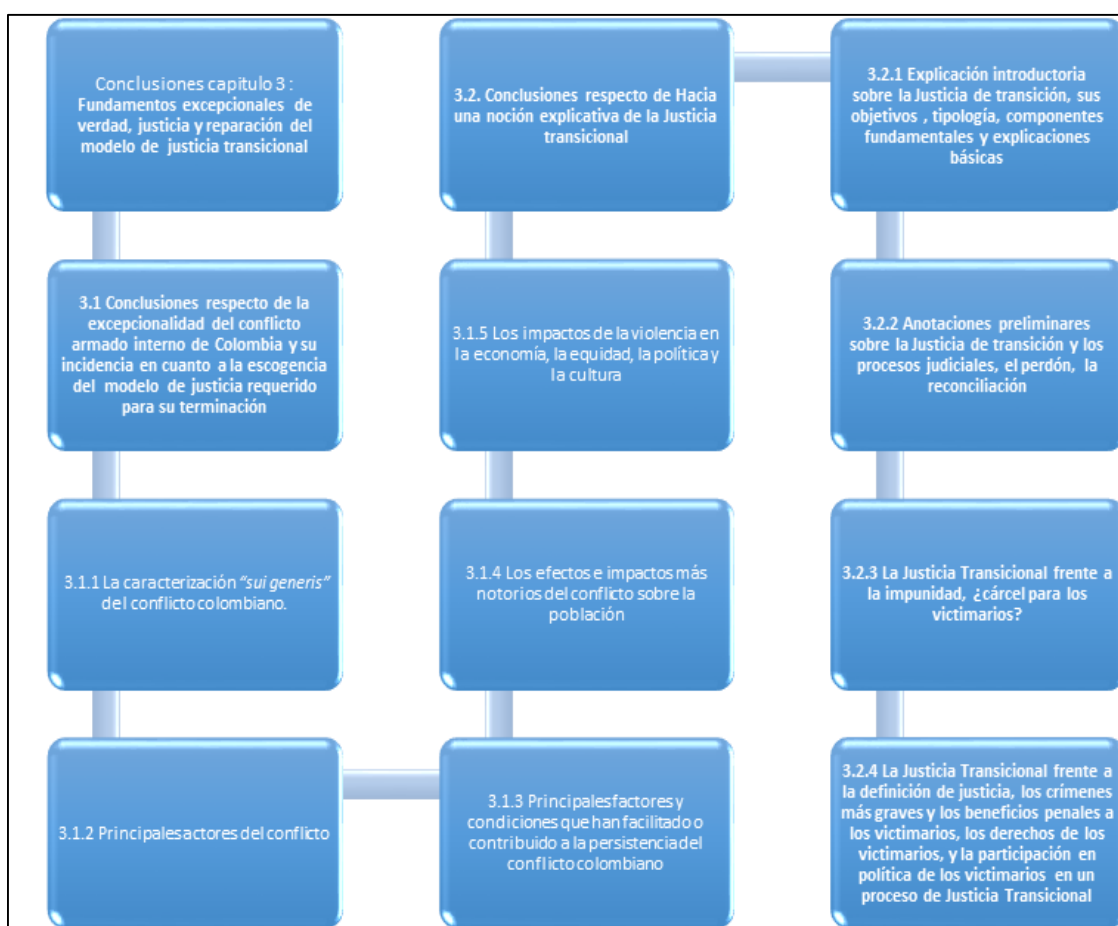 Conclusiones capitulo 3 :
Fundamentos excepcionales de
verdad, justicia y reparación del
modelo de justicia transicional
3.1 Conclusiones respecto de la
excepcionalidad del conflicto
armado interno de Colombia y su
incidencia en cuanto a la escogencia
del modelo de justicia requerido
para su terminación
3.1.1 La caracterización “sui generis”
del conflicto colombiano.
3.1.2 Principales actores del conflicto
3.1.3 Principales factores y
condiciones que han facilitado o
contribuido a la persistencia del
conflicto colombiano
3.1.4 Los efectos e impactos más
notorios del conflicto sobre la
población
3.1.5 Los impactos de la violencia en
la economía, la equidad, la política y
la cultura
3.2. Conclusiones respecto de Hacia
una noción explicativa de la Justicia
transicional
3.2.1 Explicación introductoria
sobre la Justicia de transición, sus
objetivos , tipología, componentes
fundamentales y explicaciones
básicas
3.2.2 Anotaciones preliminares
sobre la Justicia de transición y los
procesos judiciales, el perdón, la
reconciliación
3.2.3 La Justicia Transicional frente a
la impunidad, ¿cárcel para los
victimarios?
3.2.4 La Justicia Transicional frente a
la definición de justicia, los crímenes
más graves y los beneficios penales a
los victimarios, los derechos de los
victimarios, y la participación en
política de los victimarios en un
proceso de Justicia Transicional